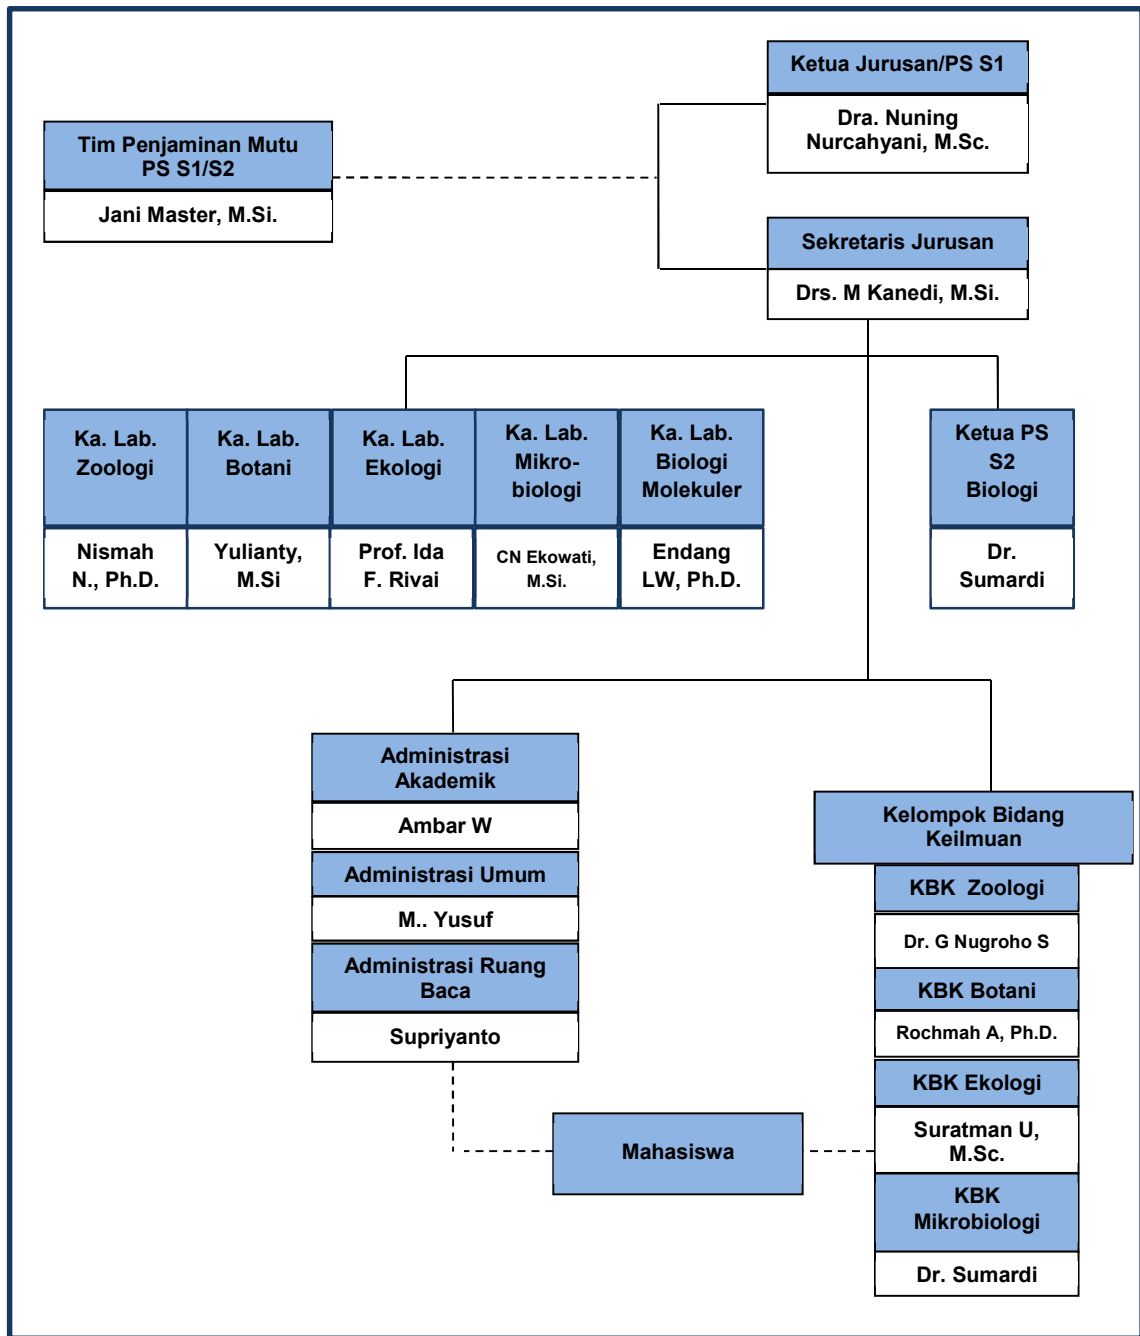 Ketua Jurusan/PS S1
Dra. Nuning
Nurcahyani, M.Sc.
Tim Penjaminan Mutu
PS S1/S2
Jani Master, M.Si.
Sekretaris Jurusan
Drs. M Kanedi, M.Si.
Ka. Lab.
Zoologi
Nismah
N., Ph.D.
Ka. Lab.
Botani
Yulianty,
M.Si
Ka. Lab.
Ekologi
Prof. Ida
F. Rivai
Ka. Lab.
Mikro-
biologi
CN Ekowati,
M.Si.
Ka. Lab.
Biologi
Molekuler
Endang
LW, Ph.D.
Ketua PS
S2
Biologi
Dr.
Sumardi
Administrasi
Akademik
Ambar W
Administrasi Umum
M.. Yusuf
Administrasi Ruang
Baca
Supriyanto
Kelompok Bidang
Keilmuan
KBK  Zoologi
Dr. G Nugroho S
KBK Botani
Rochmah A, Ph.D.
KBK Ekologi
Suratman U,
M.Sc.
KBK
Mikrobiologi
Dr. Sumardi
Mahasiswa